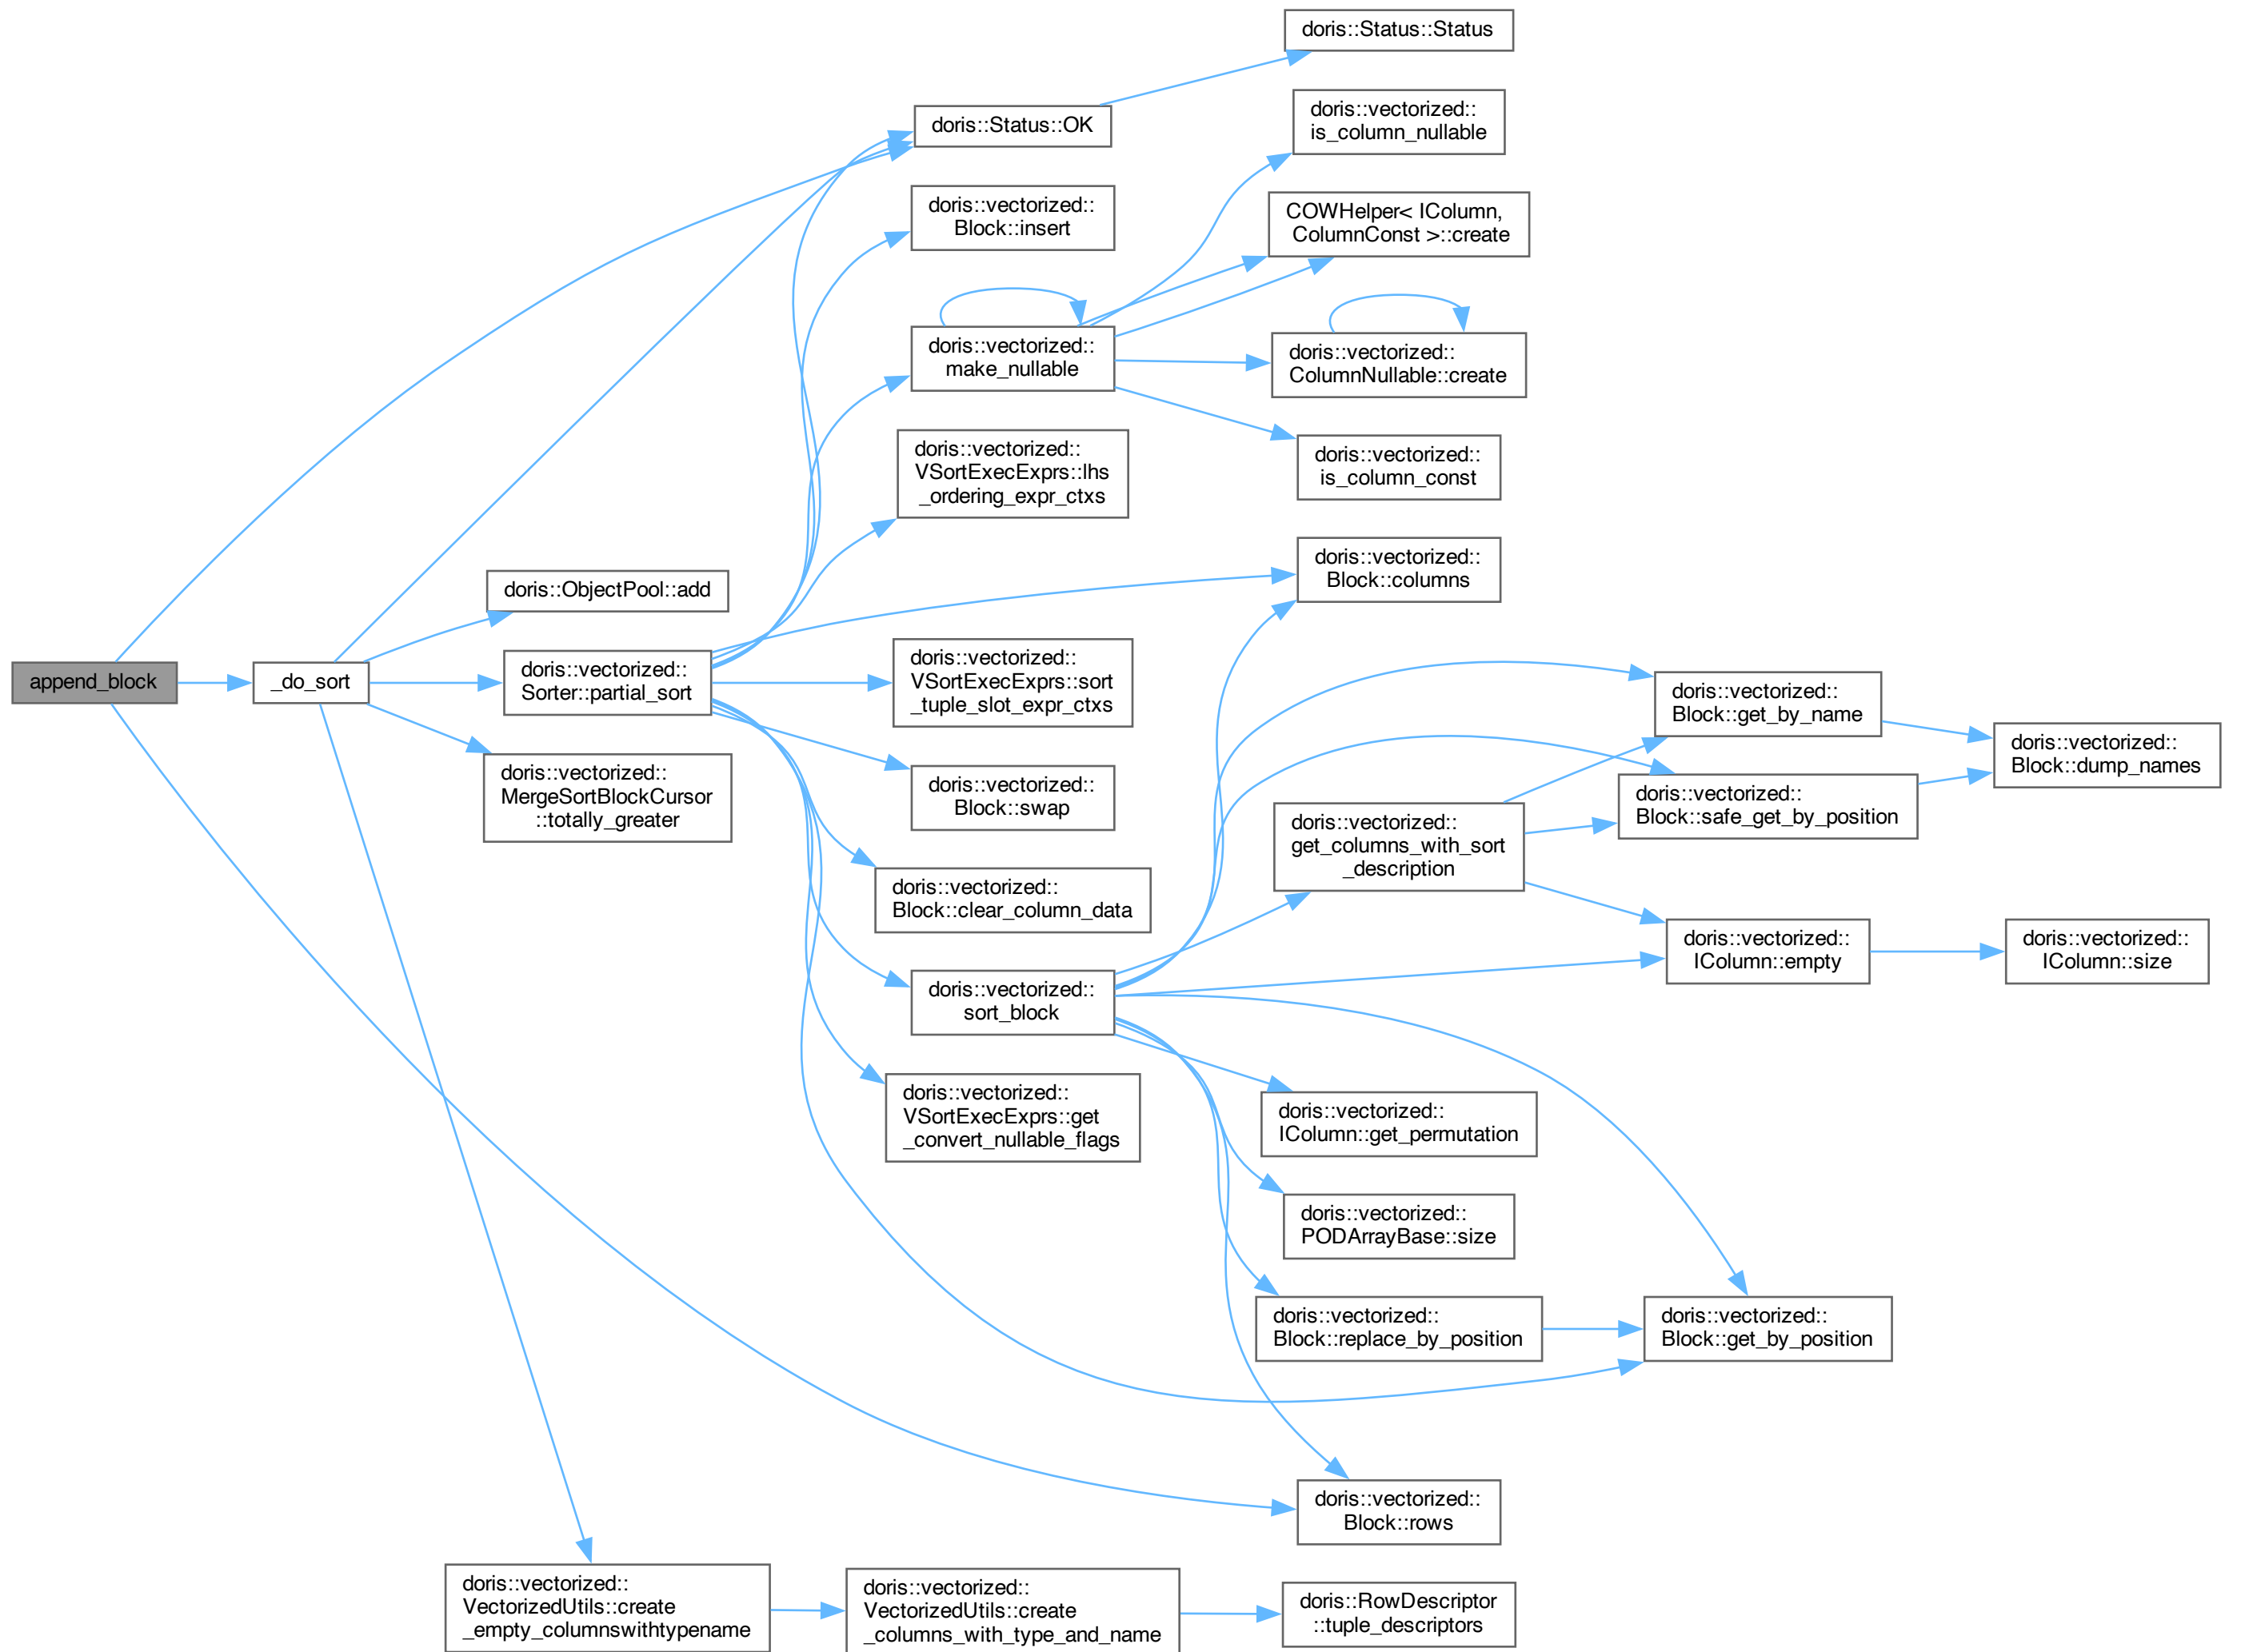 doris::Status::Status
doris::Status::OK
doris::vectorized::
is_column_nullable
doris::vectorized::
Block::insert
COWHelper< IColumn,
ColumnConst >::create
doris::vectorized::
make_nullable
doris::vectorized::
ColumnNullable::create
doris::vectorized::
VSortExecExprs::lhs
_ordering_expr_ctxs
doris::vectorized::
is_column_const
doris::ObjectPool::add
doris::vectorized::
Block::columns
append_block
_do_sort
doris::vectorized::
Sorter::partial_sort
doris::vectorized::
VSortExecExprs::sort
_tuple_slot_expr_ctxs
doris::vectorized::
Block::get_by_name
doris::vectorized::
Block::dump_names
doris::vectorized::
MergeSortBlockCursor
::totally_greater
doris::vectorized::
Block::swap
doris::vectorized::
Block::safe_get_by_position
doris::vectorized::
get_columns_with_sort
_description
doris::vectorized::
Block::clear_column_data
doris::vectorized::
IColumn::empty
doris::vectorized::
IColumn::size
doris::vectorized::
sort_block
doris::vectorized::
VSortExecExprs::get
_convert_nullable_flags
doris::vectorized::
IColumn::get_permutation
doris::vectorized::
PODArrayBase::size
doris::vectorized::
Block::replace_by_position
doris::vectorized::
Block::get_by_position
doris::vectorized::
Block::rows
doris::vectorized::
VectorizedUtils::create
_empty_columnswithtypename
doris::vectorized::
VectorizedUtils::create
_columns_with_type_and_name
doris::RowDescriptor
::tuple_descriptors